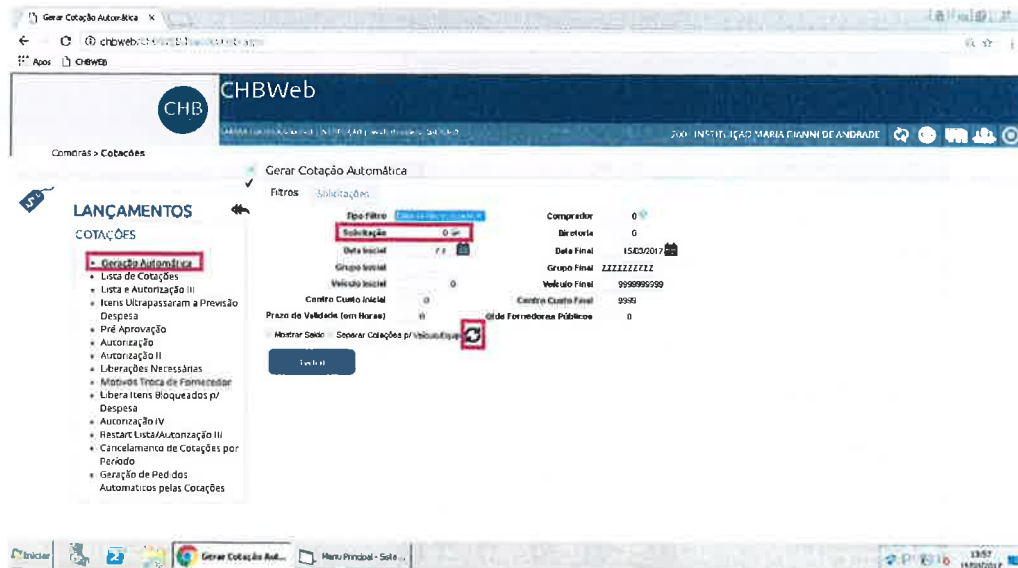 Gerar Cotação Automática
chbweb
Apps CHBWEB
CHB
CHBWeb
200 - INSTITUIÇÃO MARIA GIANNI DE ANDRADE
Compras > Cotações
Gerar Cotação Automática
Filtros Solicitações
LANÇAMENTOS
COTAÇÕES
Geração Automática
Lista de Cotações
Lista e Autorização III
Itens Ultrapassaram a Previsão
Despesa
Pré Aprovação
Autorização
Autorização II
Liberações Necessárias
Motivos Troca de Fornecedor
Libera Itens Bloqueados p/
Despesa
Autorização IV
Restart Lista/Autorização III
Cancelamento de Cotações por
Período
Geração de Pedidos
Automaticos pelas Cotações
Tipo Filtro Comprador 0
Solicitação 0 Diretoria 0
Data Inicial / / Data Final 15/03/2017
Grupo Inicial Grupo Final ZZZZZZZZZZ
Veículo Inicial 0 Veículo Final 9999999999
Centro Custo Inicial 0 Centro Custo Final 9999
Prazo de Validade (em Horas) 0 Qtde Fornedores Públicos 0
Mostrar Saldo Separar Cotações p/ Veículo/Equip
Iniciar Gerar Cotação Aut... Menu Principal - Siste... 13:57